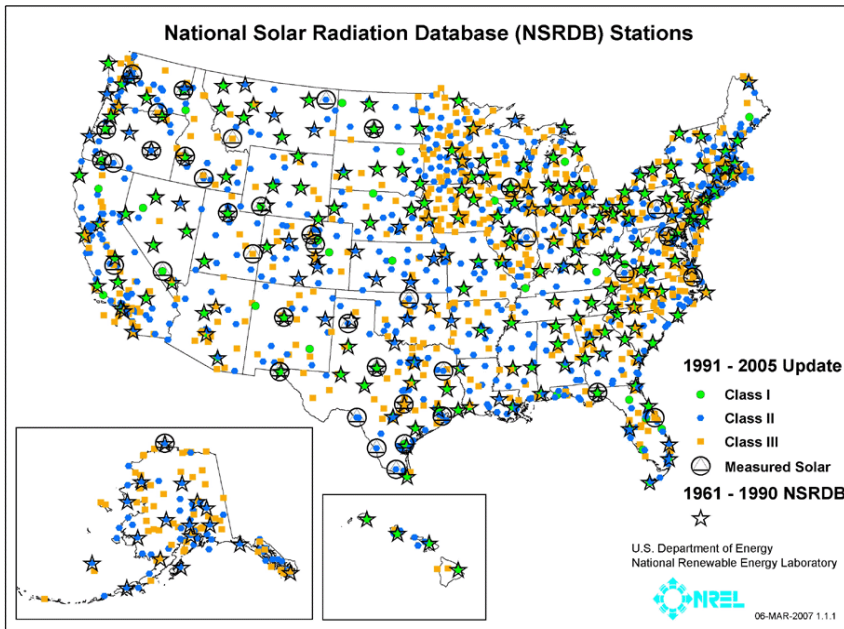 National Solar Radiation Database (NSRDB) Stations
1991 - 2005 Update
Class I
Class II
Class III
Measured Solar
1961 - 1990 NSRDB
U.S. Department of Energy
National Renewable Energy Laboratory
NREL
06-MAR-2007 1.1.1